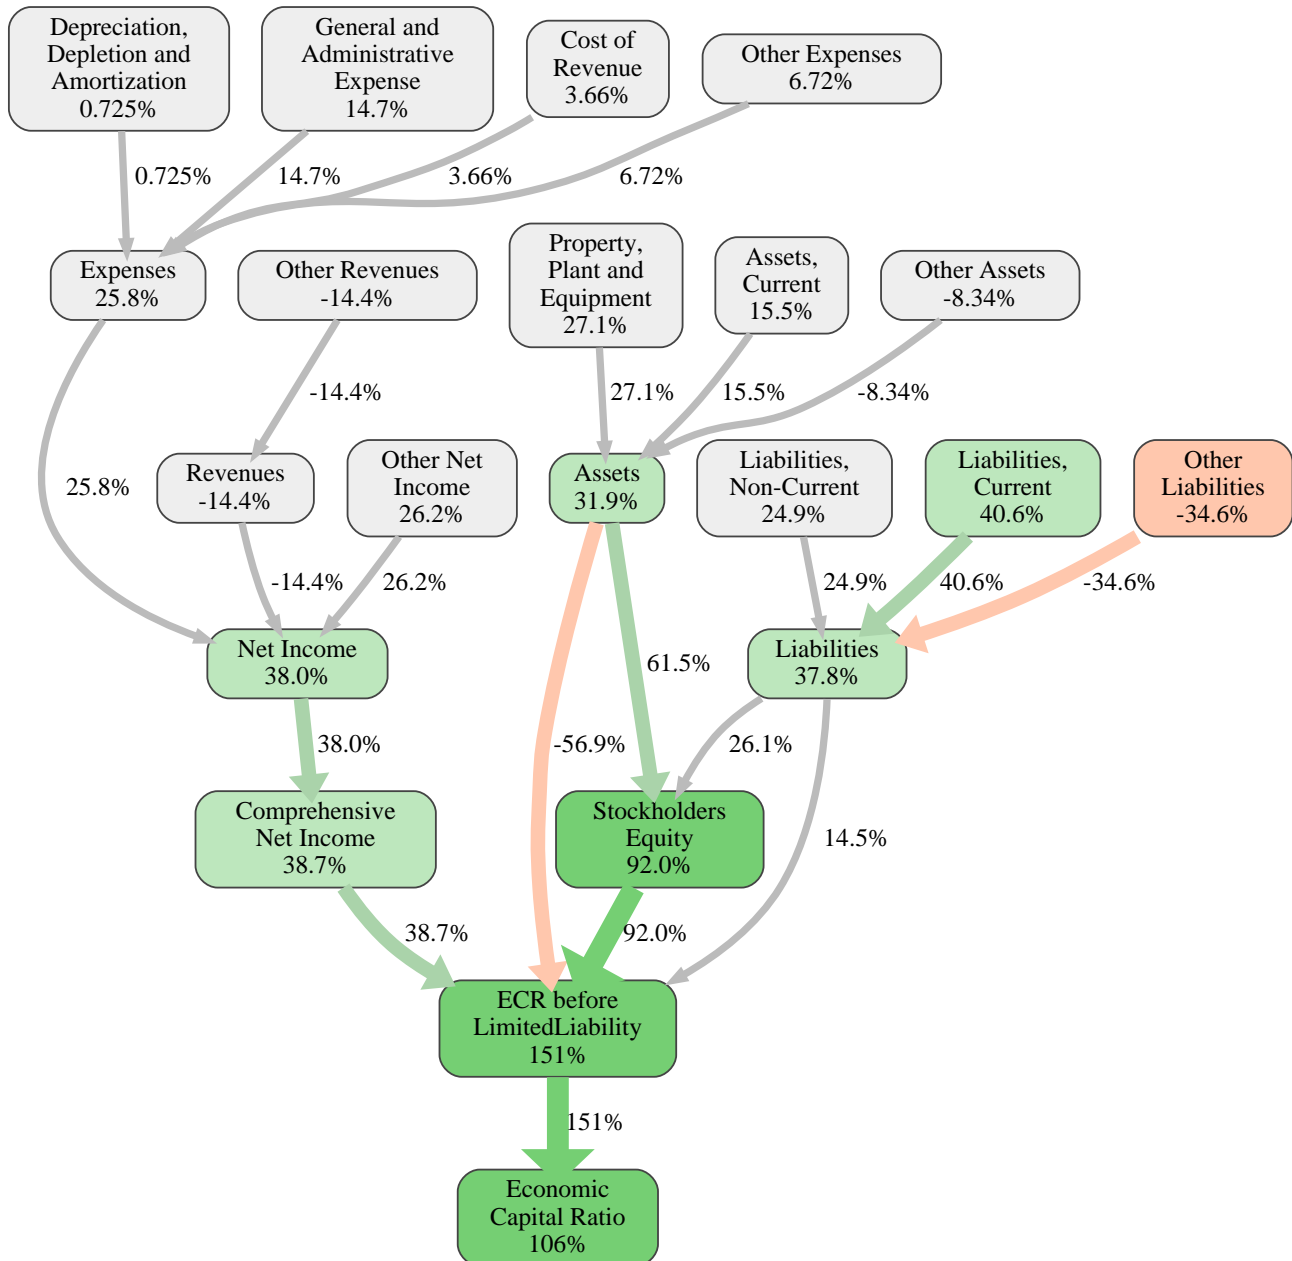 Depreciation,
Depletion and
Amortization
0.725%
General and
Administrative
Expense
14.7%
Cost of
Revenue
3.66%
Other Expenses
6.72%
0.725%
14.7%
3.66%
6.72%
Expenses
25.8%
Other Revenues
-14.4%
Property,
Plant and
Equipment
27.1%
Assets,
Current
15.5%
Other Assets
-8.34%
-14.4%
27.1%
15.5%
-8.34%
25.8%
Revenues
-14.4%
Other Net
Income
26.2%
Assets
31.9%
Liabilities,
Non-Current
24.9%
Liabilities,
Current
40.6%
Other
Liabilities
-34.6%
-14.4%
26.2%
24.9%
40.6%
-34.6%
Net Income
38.0%
61.5%
Liabilities
37.8%
38.0%
-56.9%
26.1%
Comprehensive
Net Income
38.7%
Stockholders
Equity
92.0%
14.5%
38.7%
92.0%
ECR before
LimitedLiability
151%
151%
Economic
Capital Ratio
106%